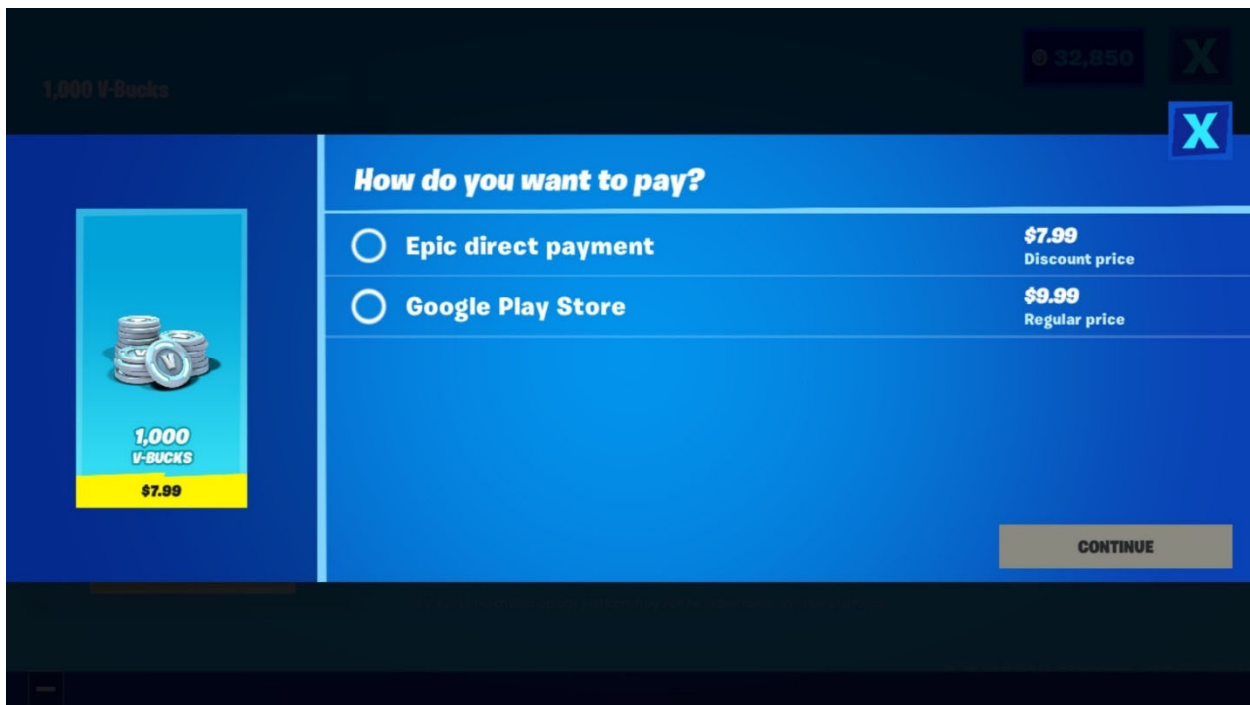 32,850
X
1,000 V-Bucks
X
How do you want to pay?
Epic direct payment
$7.99
Discount price
Google Play Store
$9.99
Regular price
1,000
V-BUCKS
$7.99
CONTINUE